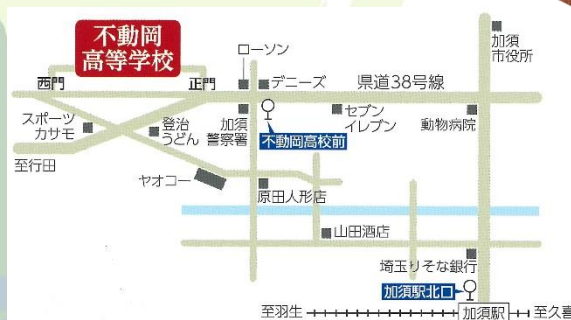 不動岡
高等学校
加須
市役所
ローソン
西門
正門
デニーズ
県道38号線
スポーツ
カサモ
登治
うどん
加須
警察署
不動岡高校前
セブン
イレブン
動物病院
至行田
ヤオコー
原田人形店
山田酒店
埼玉りそな銀行
加須駅北口
至羽生
加須駅
至久喜